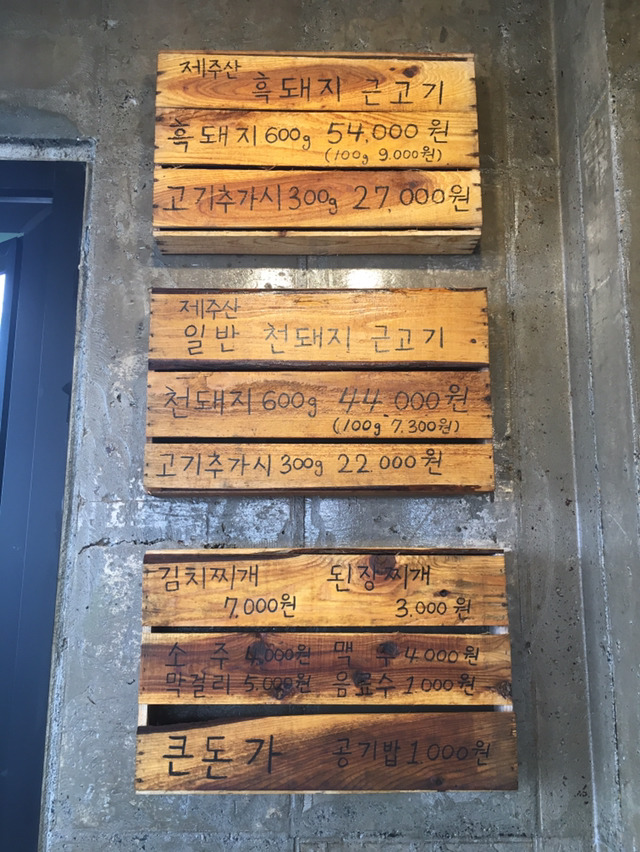 제주산
흑돼지 근고기
흑돼지 600g 54.000원
(100g 9.000원)
고기추가시 300g 27.000원
제주산
일반 천돼지 근고기
천돼지 600g 44.000원
(100g 7.300원)
고기추가시 300g 22.000원
김치찌개 된장찌개
7.000원 3.000원
소주 4.000원 맥주 4.000원
막걸리 5.000원 음료수 1000원
큰돈가 공기밥 1000원